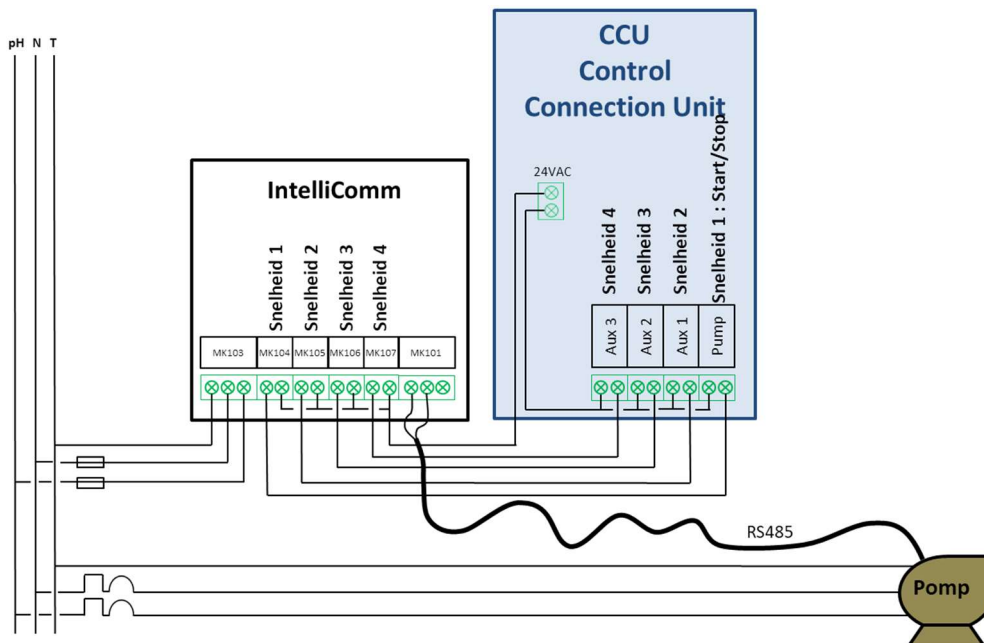 pH N T
CCU
Control
Connection Unit
IntelliComm
24VAC
Snelheid 1
Snelheid 2
Snelheid 3
Snelheid 4
Snelheid 4
Snelheid 3
Snelheid 2
Snelheid 1 : Start/Stop
MK103 MK104 MK105 MK106 MK107 MK101
Aux 3
Aux 2
Aux 1
Pump
RS485
Pomp